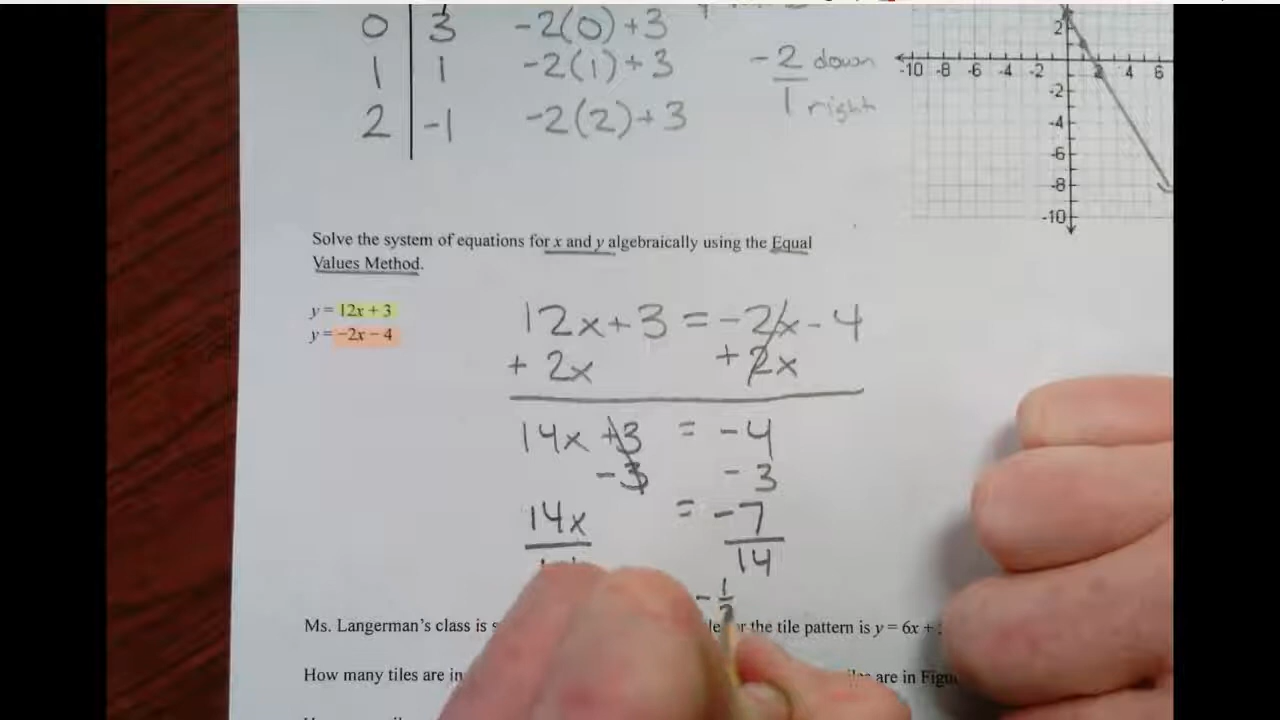 0 3 -2(0)+3
1 1 -2(1)+3 -2 down
2 -1 -2(2)+3 1 right
2
-10 -8 -6 -4 -2 2 4 6
-2
-4
-6
-8
-10
Solve the system of equations for x and y algebraically using the Equal
Values Method.
y = 12x + 3
y = −2x − 4
12x+3 = -2x-4
+ 2x + 2x
14x +3 = -4
-3 -3
14x = -7
14
-1
Ms. Langerman's class is the tile pattern is y = 6x +
How many tiles are in are in